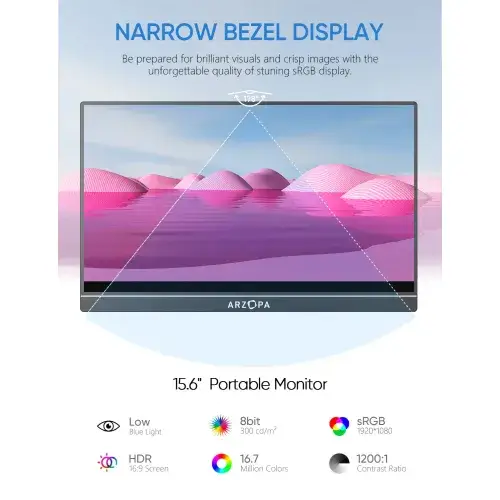 NARROW BEZEL DISPLAY
Be prepared for brilliant visuals and crisp images with the
unforgettable quality of stuning sRGB display.
178°
ARZOPA
15.6" Portable Monitor
Low
Blue Light
8bit
300 cd/m²
sRGB
1920*1080
HDR
16:9 Screen
16.7
Million Colors
1200:1
Contrast Ratio